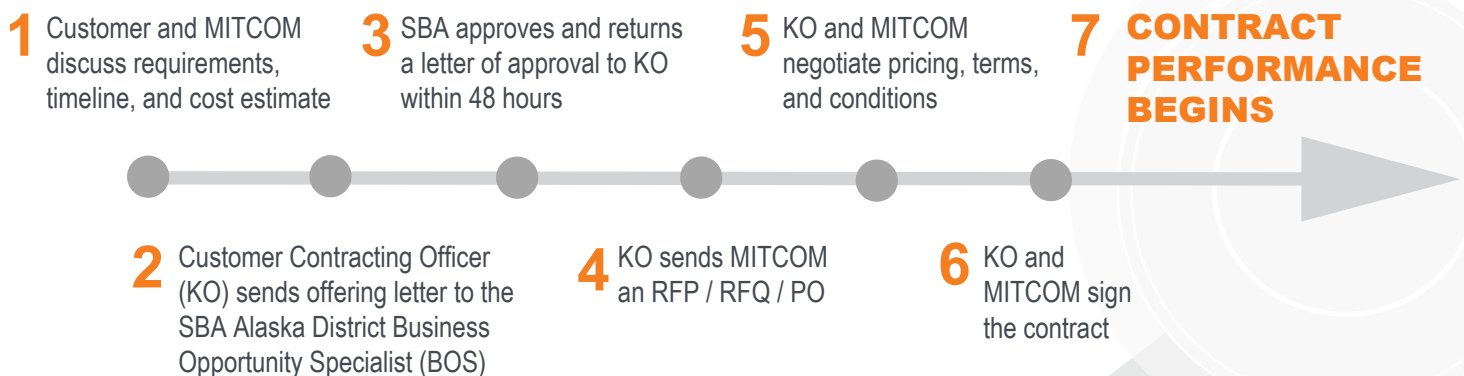 1 Customer and MITCOM
discuss requirements,
timeline, and cost estimate
2 Customer Contracting Officer
(KO) sends offering letter to the
SBA Alaska District Business
Opportunity Specialist (BOS)
3 SBA approves and returns
a letter of approval to KO
within 48 hours
4 KO sends MITCOM
an RFP / RFQ / PO
5 KO and MITCOM
negotiate pricing, terms,
and conditions
6 KO and
MITCOM sign
the contract
7 CONTRACT
PERFORMANCE
BEGINS